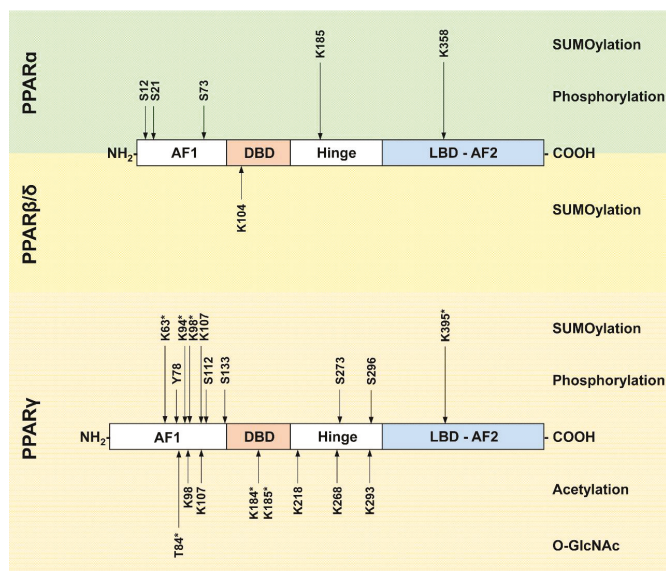 PPARα
K185
K358
SUMOylation
S12
S21
S73
Phosphorylation
NH2- AF1 DBD Hinge LBD - AF2 - COOH
PPARβ/δ
K104
SUMOylation
PPARγ
K63*
K94*
K98*
K107
K395*
SUMOylation
Y78
S112
S133
S273
S296
Phosphorylation
NH2- AF1 DBD Hinge LBD - AF2 - COOH
K98
K107
K184*
K185*
K218
K268
K293
Acetylation
T84*
O-GlcNAc